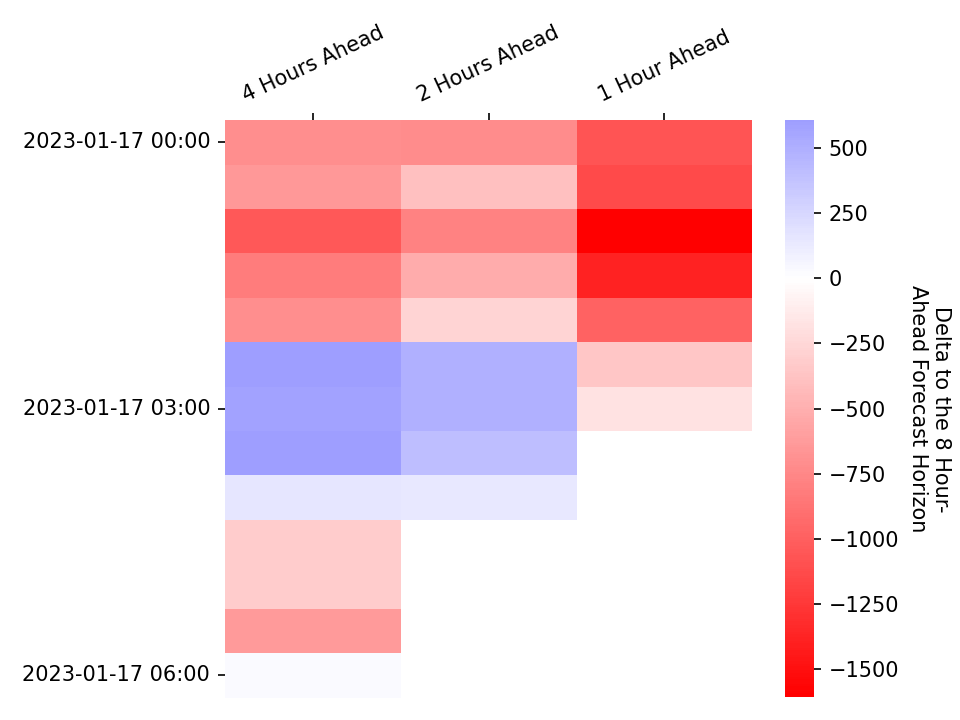 4 Hours Ahead
2 Hours Ahead
1 Hour Ahead
2023-01-17 00:00
2023-01-17 03:00
2023-01-17 06:00
500
250
0
−250
−500
−750
−1000
−1250
−1500
Delta to the 8 Hour-
Ahead Forecast Horizon